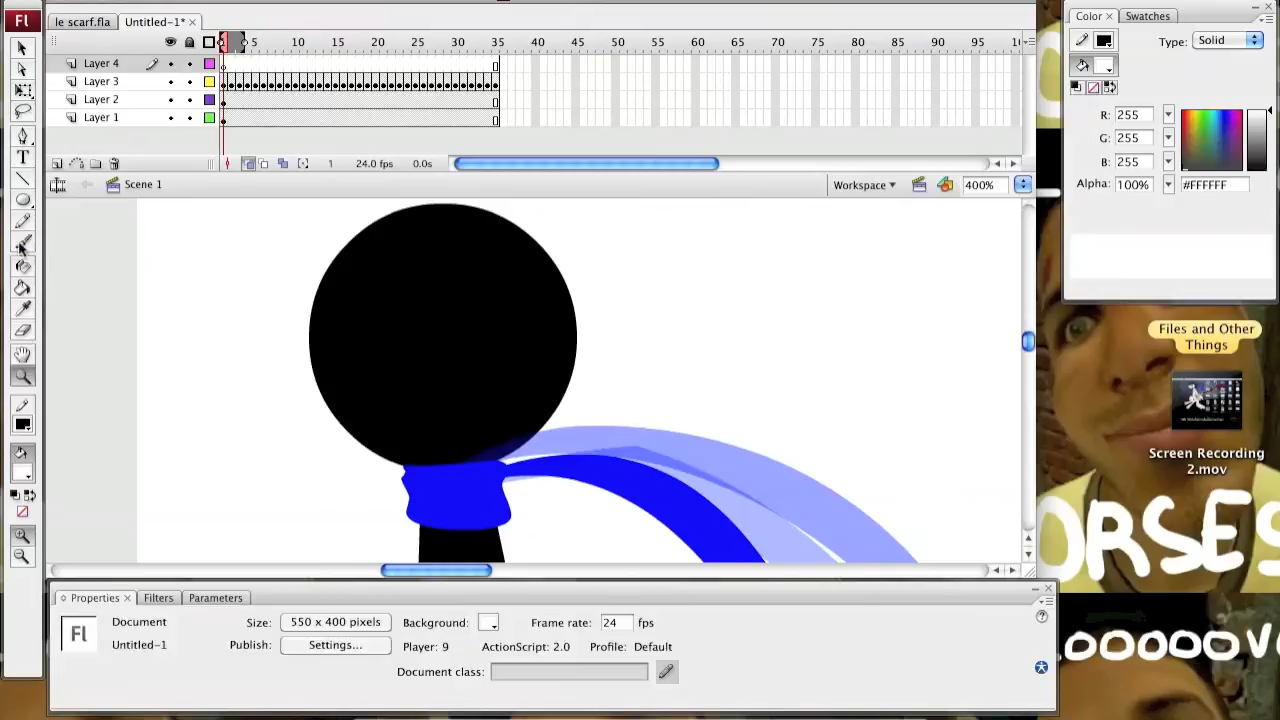 Fl
le scarf.fla
Untitled-1*
5 10 15 20 25 30 35 40 45 50 55 60 65 70 75 80 85 90 95 10
Layer 4
Layer 3
Layer 2
Layer 1
1 24.0 fps 0.0s
Scene 1
Workspace
400%
Color
Swatches
Type: Solid
R: 255
G: 255
B: 255
Alpha: 100% #FFFFFF
T
Files and Other
Things
Screen Recording
2.mov
ORSES
LOOOOOOV
Properties
Filters
Parameters
Fl
Document
Untitled-1
Size: 550 x 400 pixels
Background:
Frame rate: 24 fps
Publish: Settings...
Player: 9
ActionScript: 2.0
Profile: Default
Document class: